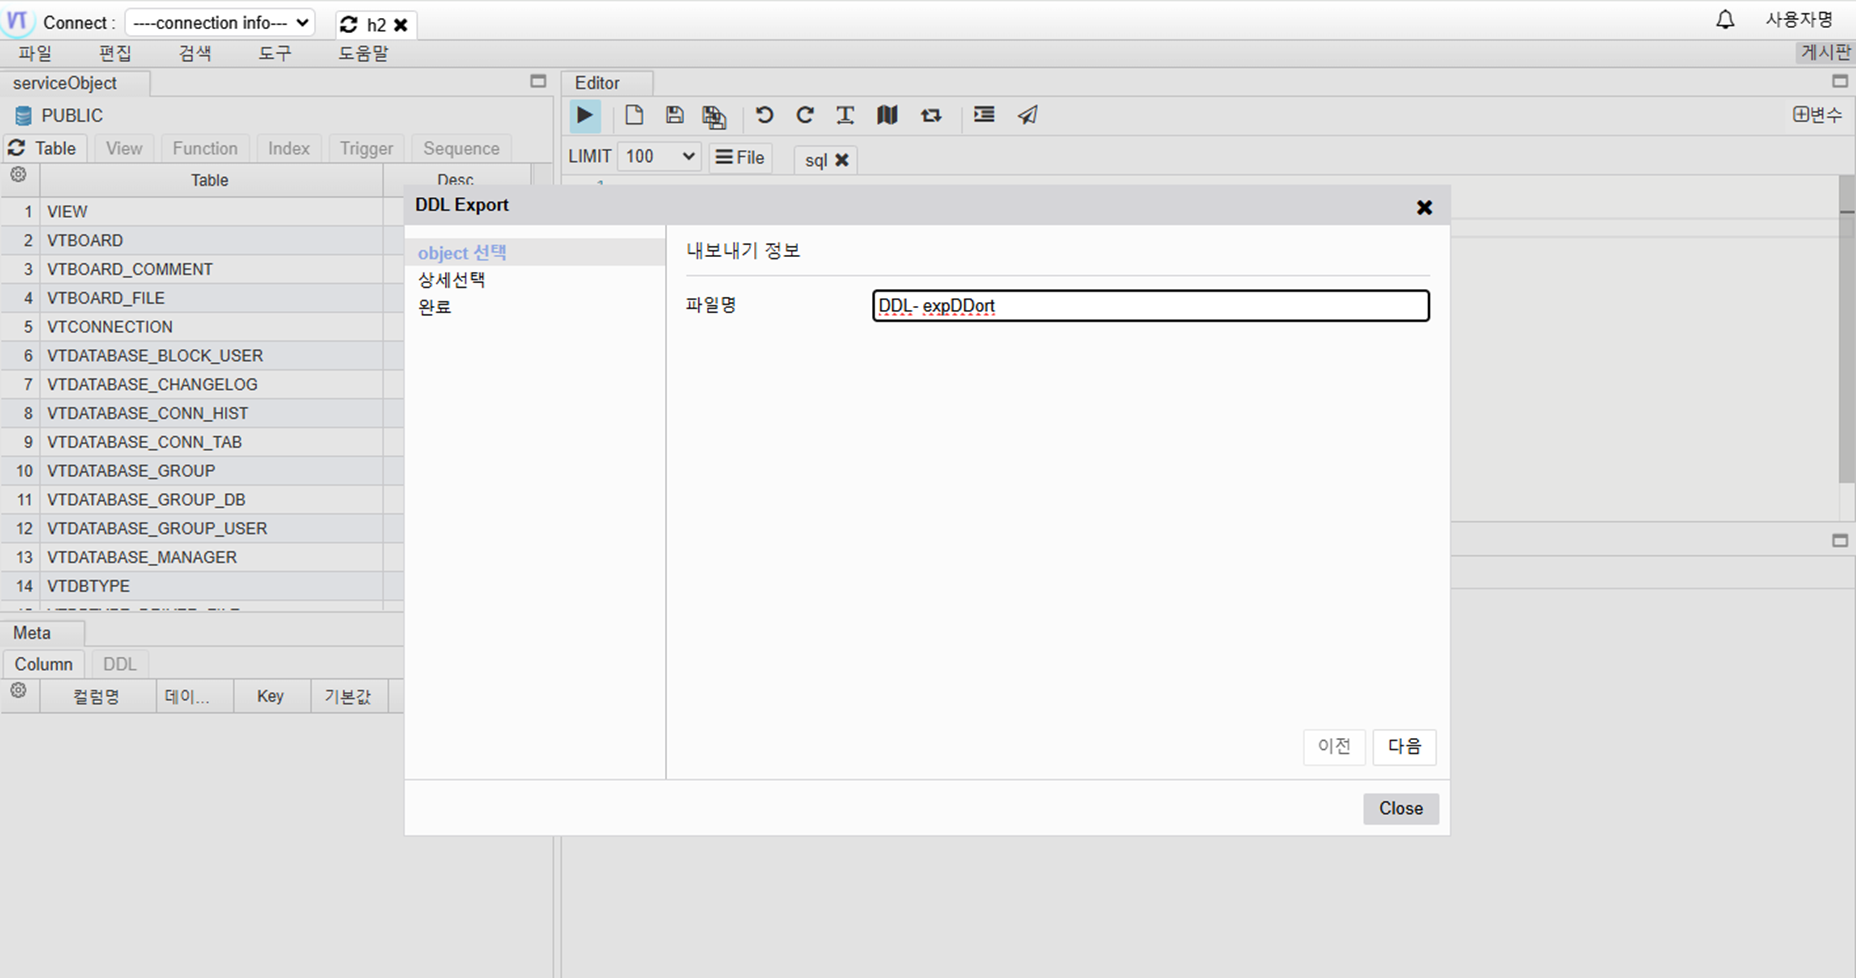 VT Connect : ----connection info--- h2
사용자명
파일 편집 검색 도구 도움말
게시판
serviceObject
PUBLIC
Table View Function Index Trigger Sequence
Table Desc
1 VIEW
2 VTBOARD
3 VTBOARD_COMMENT
4 VTBOARD_FILE
5 VTCONNECTION
6 VTDATABASE_BLOCK_USER
7 VTDATABASE_CHANGELOG
8 VTDATABASE_CONN_HIST
9 VTDATABASE_CONN_TAB
10 VTDATABASE_GROUP
11 VTDATABASE_GROUP_DB
12 VTDATABASE_GROUP_USER
13 VTDATABASE_MANAGER
14 VTDBTYPE
Meta
Column DDL
컬럼명 데이... Key 기본값
Editor
변수
LIMIT 100 File sql
DDL Export
object 선택
상세선택
완료
내보내기 정보
파일명 DDL- expDDort
이전 다음
Close